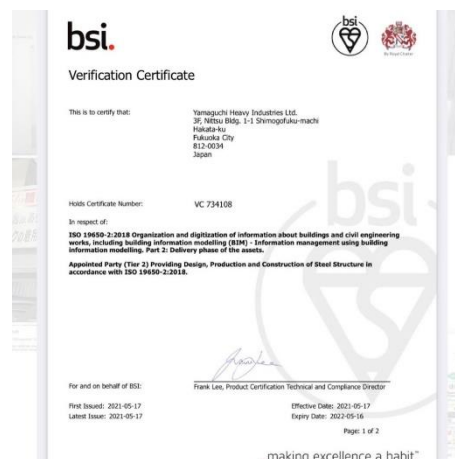 bsi.
bsi
By Royal Charter
Verification Certificate
This is to certify that:
Yamaguchi Heavy Industries Ltd.
3F, Nittsu Bldg. 1-1 Shimogofuku-machi
Hakata-ku
Fukuoka City
812-0034
Japan
Holds Certificate Number:
VC 734108
In respect of:
ISO 19650-2:2018 Organization and digitization of information about buildings and civil engineering
works, including building information modelling (BIM) - Information management using building
information modelling. Part 2: Delivery phase of the assets.
Appointed Party (Tier 2) Providing Design, Production and Construction of Steel Structure in
accordance with ISO 19650-2:2018.
bsi
For and on behalf of BSI:
Frank Lee, Product Certification Technical and Compliance Director
First Issued: 2021-05-17
Effective Date: 2021-05-17
Latest Issue: 2021-05-17
Expiry Date: 2022-05-16
Page: 1 of 2
making excellence a habit™